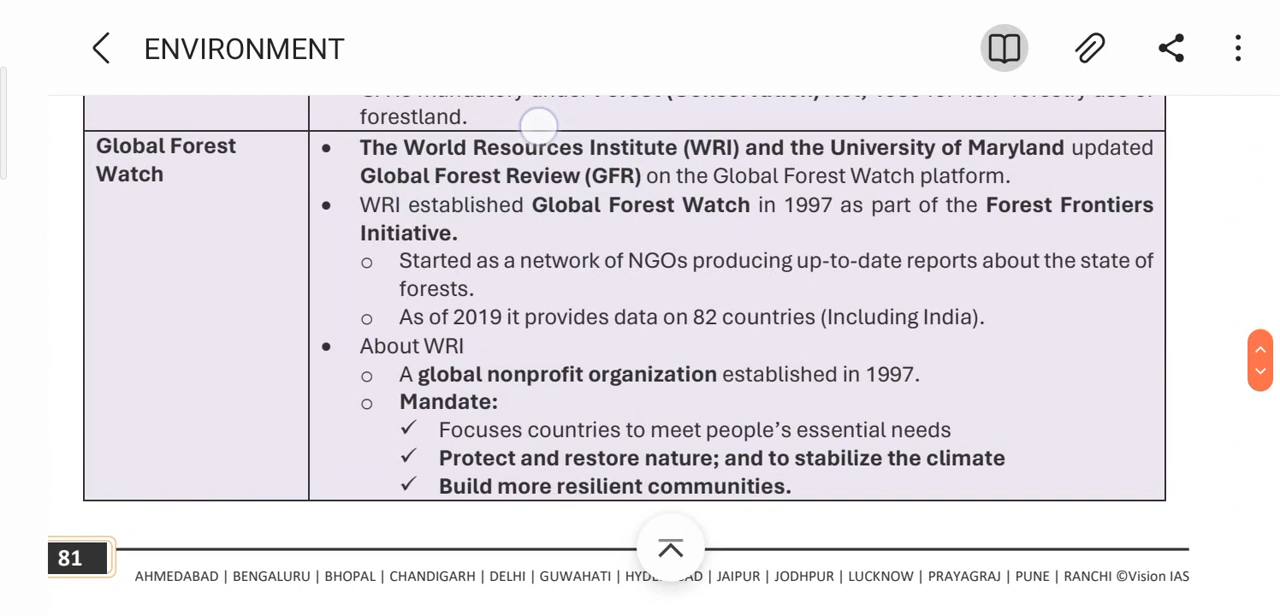 ENVIRONMENT
forestland.
Global Forest
Watch
• The World Resources Institute (WRI) and the University of Maryland updated
Global Forest Review (GFR) on the Global Forest Watch platform.
• WRI established Global Forest Watch in 1997 as part of the Forest Frontiers
Initiative.
o Started as a network of NGOs producing up-to-date reports about the state of
forests.
o As of 2019 it provides data on 82 countries (Including India).
• About WRI
o A global nonprofit organization established in 1997.
o Mandate:
✓ Focuses countries to meet people’s essential needs
✓ Protect and restore nature; and to stabilize the climate
✓ Build more resilient communities.
81
AHMEDABAD | BENGALURU | BHOPAL | CHANDIGARH | DELHI | GUWAHATI | JAIPUR | JODHPUR | LUCKNOW | PRAYAGRAJ | PUNE | RANCHI ©Vision IAS